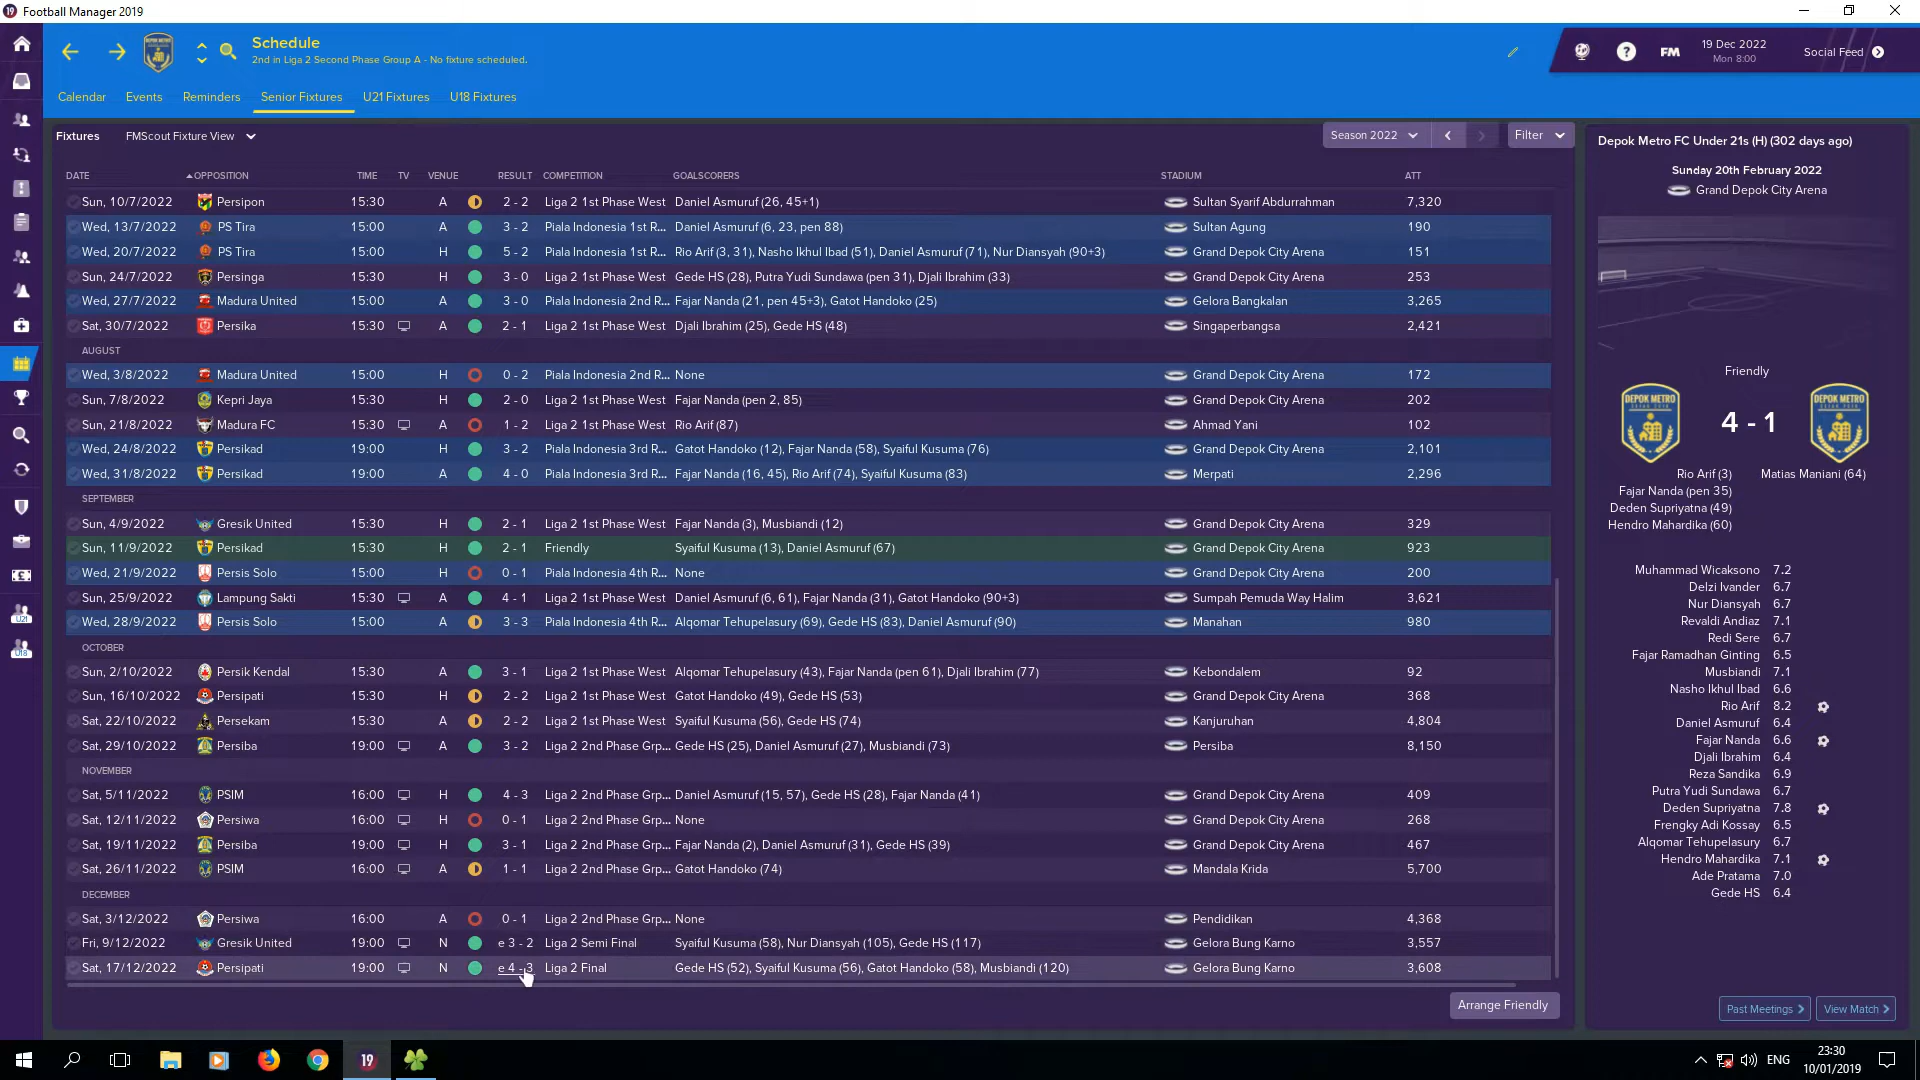 Football Manager 2019
Schedule
2nd in Liga 2 Second Phase Group A - No fixture scheduled.
FM
19 Dec 2022
Mon 8:00
Social Feed
Calendar Events Reminders Senior Fixtures U21 Fixtures U18 Fixtures
Fixtures FMScout Fixture View Season 2022 Filter
DATE OPPOSITION TIME TV VENUE RESULT COMPETITION GOALSCORERS STADIUM ATT
Sun, 10/7/2022 Persipon 15:30 A 2 - 2 Liga 2 1st Phase West Daniel Asmuruf (26, 45+1) Sultan Syarif Abdurrahman 7,320
Wed, 13/7/2022 PS Tira 15:00 A 3 - 2 Piala Indonesia 1st R... Daniel Asmuruf (6, 23, pen 88) Sultan Agung 190
Wed, 20/7/2022 PS Tira 15:00 H 5 - 2 Piala Indonesia 1st R... Rio Arif (3, 31), Nasho Ikhul Ibad (51), Daniel Asmuruf (71), Nur Diansyah (90+3) Grand Depok City Arena 151
Sun, 24/7/2022 Persinga 15:30 H 3 - 0 Liga 2 1st Phase West Gede HS (28), Putra Yudi Sundawa (pen 31), Djali Ibrahim (33) Grand Depok City Arena 253
Wed, 27/7/2022 Madura United 15:00 A 3 - 0 Piala Indonesia 2nd R... Fajar Nanda (21, pen 45+3), Gatot Handoko (25) Gelora Bangkalan 3,265
Sat, 30/7/2022 Persika 15:30 A 2 - 1 Liga 2 1st Phase West Djali Ibrahim (25), Gede HS (48) Singaperbangsa 2,421
AUGUST
Wed, 3/8/2022 Madura United 15:00 H 0 - 2 Piala Indonesia 2nd R... None Grand Depok City Arena 172
Sun, 7/8/2022 Kepri Jaya 15:30 H 2 - 0 Liga 2 1st Phase West Fajar Nanda (pen 2, 85) Grand Depok City Arena 202
Sun, 21/8/2022 Madura FC 15:30 A 1 - 2 Liga 2 1st Phase West Rio Arif (87) Ahmad Yani 102
Wed, 24/8/2022 Persikad 19:00 H 3 - 2 Piala Indonesia 3rd R... Gatot Handoko (12), Fajar Nanda (58), Syaiful Kusuma (76) Grand Depok City Arena 2,101
Wed, 31/8/2022 Persikad 19:00 A 4 - 0 Piala Indonesia 3rd R... Fajar Nanda (16, 45), Rio Arif (74), Syaiful Kusuma (83) Merpati 2,296
SEPTEMBER
Sun, 4/9/2022 Gresik United 15:30 H 2 - 1 Liga 2 1st Phase West Fajar Nanda (3), Musbiandi (12) Grand Depok City Arena 329
Sun, 11/9/2022 Persikad 15:30 H 2 - 1 Friendly Syaiful Kusuma (13), Daniel Asmuruf (67) Grand Depok City Arena 923
Wed, 21/9/2022 Persis Solo 15:00 H 0 - 1 Piala Indonesia 4th R... None Grand Depok City Arena 200
Sun, 25/9/2022 Lampung Sakti 15:30 A 4 - 1 Liga 2 1st Phase West Daniel Asmuruf (6, 61), Fajar Nanda (31), Gatot Handoko (90+3) Sumpah Pemuda Way Halim 3,621
Wed, 28/9/2022 Persis Solo 15:00 A 3 - 3 Piala Indonesia 4th R... Alqomar Tehupelasury (69), Gede HS (83), Daniel Asmuruf (90) Manahan 980
OCTOBER
Sun, 2/10/2022 Persik Kendal 15:30 A 3 - 1 Liga 2 1st Phase West Alqomar Tehupelasury (43), Fajar Nanda (pen 61), Djali Ibrahim (77) Kebondalem 92
Sun, 16/10/2022 Persipati 15:30 H 2 - 2 Liga 2 1st Phase West Gatot Handoko (49), Gede HS (53) Grand Depok City Arena 368
Sat, 22/10/2022 Persekam 15:30 A 2 - 2 Liga 2 1st Phase West Syaiful Kusuma (56), Gede HS (74) Kanjuruhan 4,804
Sat, 29/10/2022 Persiba 19:00 A 3 - 2 Liga 2 2nd Phase Grp... Gede HS (25), Daniel Asmuruf (27), Musbiandi (73) Persiba 8,150
NOVEMBER
Sat, 5/11/2022 PSIM 16:00 H 4 - 3 Liga 2 2nd Phase Grp... Daniel Asmuruf (15, 57), Gede HS (28), Fajar Nanda (41) Grand Depok City Arena 409
Sat, 12/11/2022 Persiwa 16:00 H 0 - 1 Liga 2 2nd Phase Grp... None Grand Depok City Arena 268
Sat, 19/11/2022 Persiba 19:00 H 3 - 1 Liga 2 2nd Phase Grp... Fajar Nanda (2), Daniel Asmuruf (31), Gede HS (39) Grand Depok City Arena 467
Sat, 26/11/2022 PSIM 16:00 A 1 - 1 Liga 2 2nd Phase Grp... Gatot Handoko (74) Mandala Krida 5,700
DECEMBER
Sat, 3/12/2022 Persiwa 16:00 A 0 - 1 Liga 2 2nd Phase Grp... None Pendidikan 4,368
Fri, 9/12/2022 Gresik United 19:00 N e 3 - 2 Liga 2 Semi Final Syaiful Kusuma (58), Nur Diansyah (105), Gede HS (117) Gelora Bung Karno 3,557
Sat, 17/12/2022 Persipati 19:00 N e 4 - 3 Liga 2 Final Gede HS (52), Syaiful Kusuma (56), Gatot Handoko (58), Musbiandi (120) Gelora Bung Karno 3,608
Arrange Friendly
Depok Metro FC Under 21s (H) (302 days ago)
Sunday 20th February 2022
Grand Depok City Arena
Friendly
DEPOK METRO 4 - 1 DEPOK METRO
Rio Arif (3) Matias Maniani (64)
Fajar Nanda (pen 35)
Deden Supriyatna (49)
Hendro Mahardika (60)
Muhammad Wicaksono 7.2
Delzi Ivander 6.7
Nur Diansyah 6.7
Revaldi Andiaz 7.1
Redi Sere 6.7
Fajar Ramadhan Ginting 6.5
Musbiandi 7.1
Nasho Ikhul Ibad 6.6
Rio Arif 8.2
Daniel Asmuruf 6.4
Fajar Nanda 6.6
Djali Ibrahim 6.4
Reza Sandika 6.9
Putra Yudi Sundawa 6.7
Deden Supriyatna 7.8
Frengky Adi Kossay 6.5
Alqomar Tehupelasury 6.7
Hendro Mahardika 7.1
Ade Pratama 7.0
Gede HS 6.4
Past Meetings View Match
U21
U18
19
ENG
23:30
10/01/2019